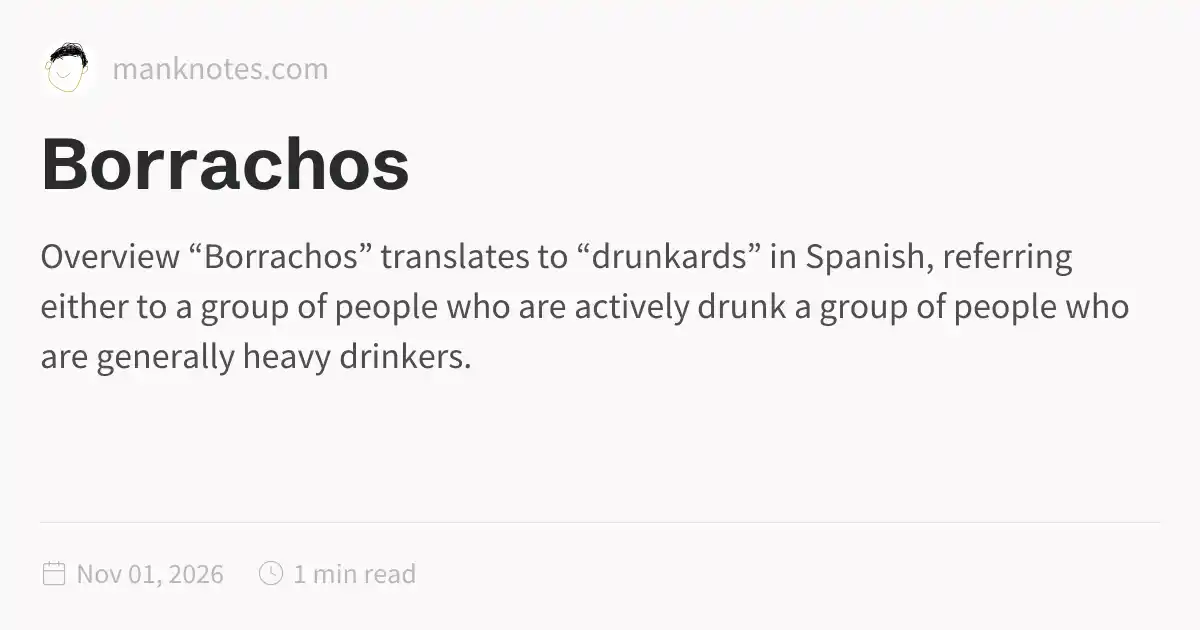 manknotes.com
Borrachos
Overview “Borrachos” translates to “drunkards” in Spanish, referring
either to a group of people who are actively drunk a group of people who
are generally heavy drinkers.
Nov 01, 2026 1 min read